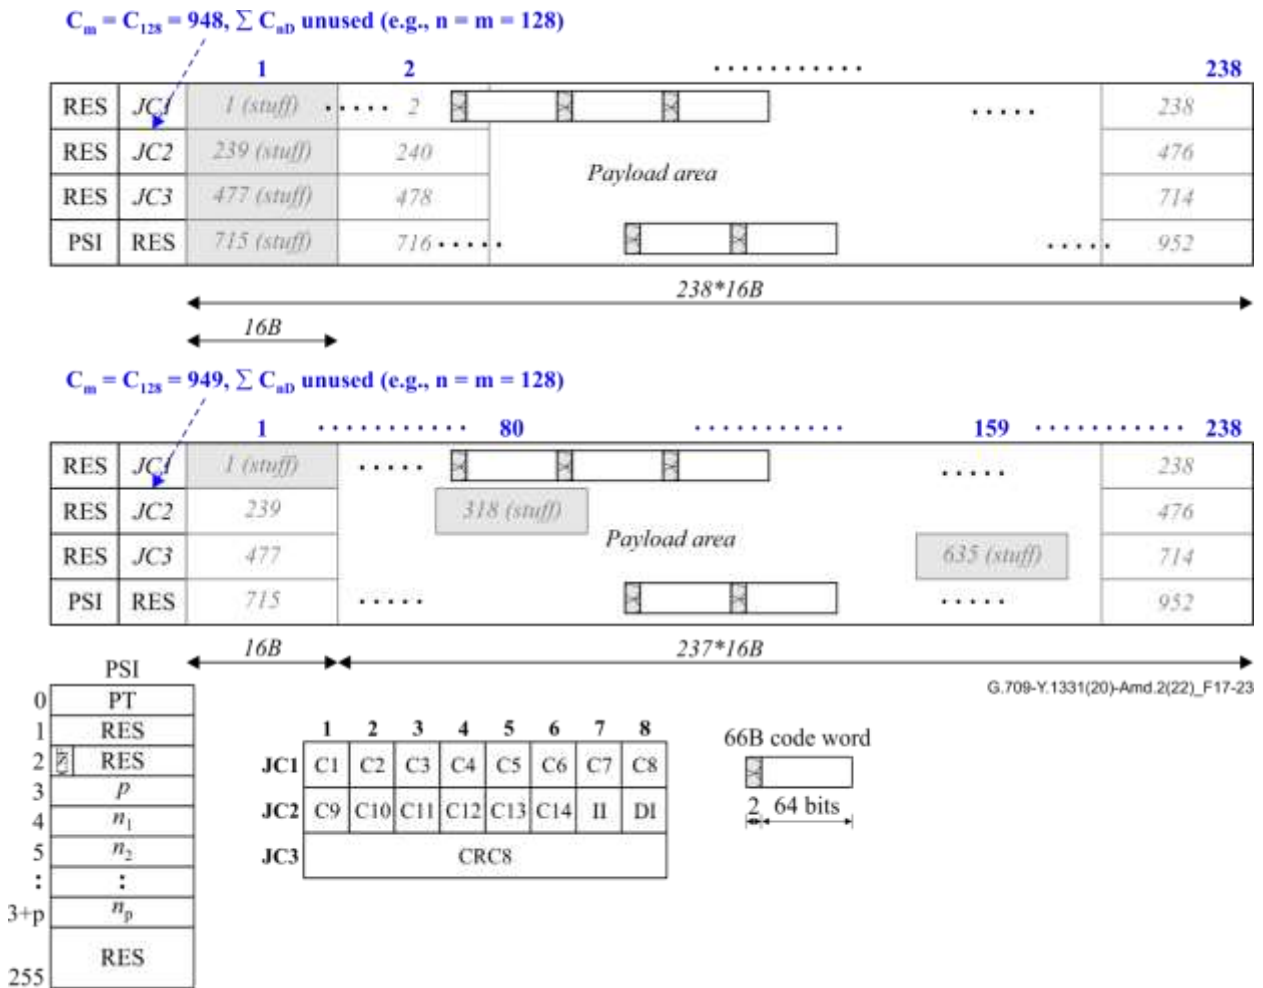 Cm = C128 = 948, ∑ CnD unused (e.g., n = m = 128)
1 2 ........... 238
RES JC1 1 (stuff) ..... 2 ..... 238
RES JC2 239 (stuff) 240 Payload area 476
RES JC3 477 (stuff) 478 714
PSI RES 715 (stuff) 716 ..... ..... 952
238*16B
16B
Cm = C128 = 949, ∑ CnD unused (e.g., n = m = 128)
1 ........... 80 ........... 159 ........... 238
RES JC1 1 (stuff) ..... ..... 238
RES JC2 239 318 (stuff) 476
Payload area
RES JC3 477 635 (stuff) 714
PSI RES 715 ..... ..... 952
16B 237*16B
G.709-Y.1331(20)-Amd.2(22)_F17-23
PSI
0 PT
1 RES
2 CSF RES
3 p
4 n1
5 n2
: :
3+p np
RES
255
1 2 3 4 5 6 7 8
JC1 C1 C2 C3 C4 C5 C6 C7 C8
JC2 C9 C10 C11 C12 C13 C14 II DI
JC3 CRC8
66B code word
2 64 bits